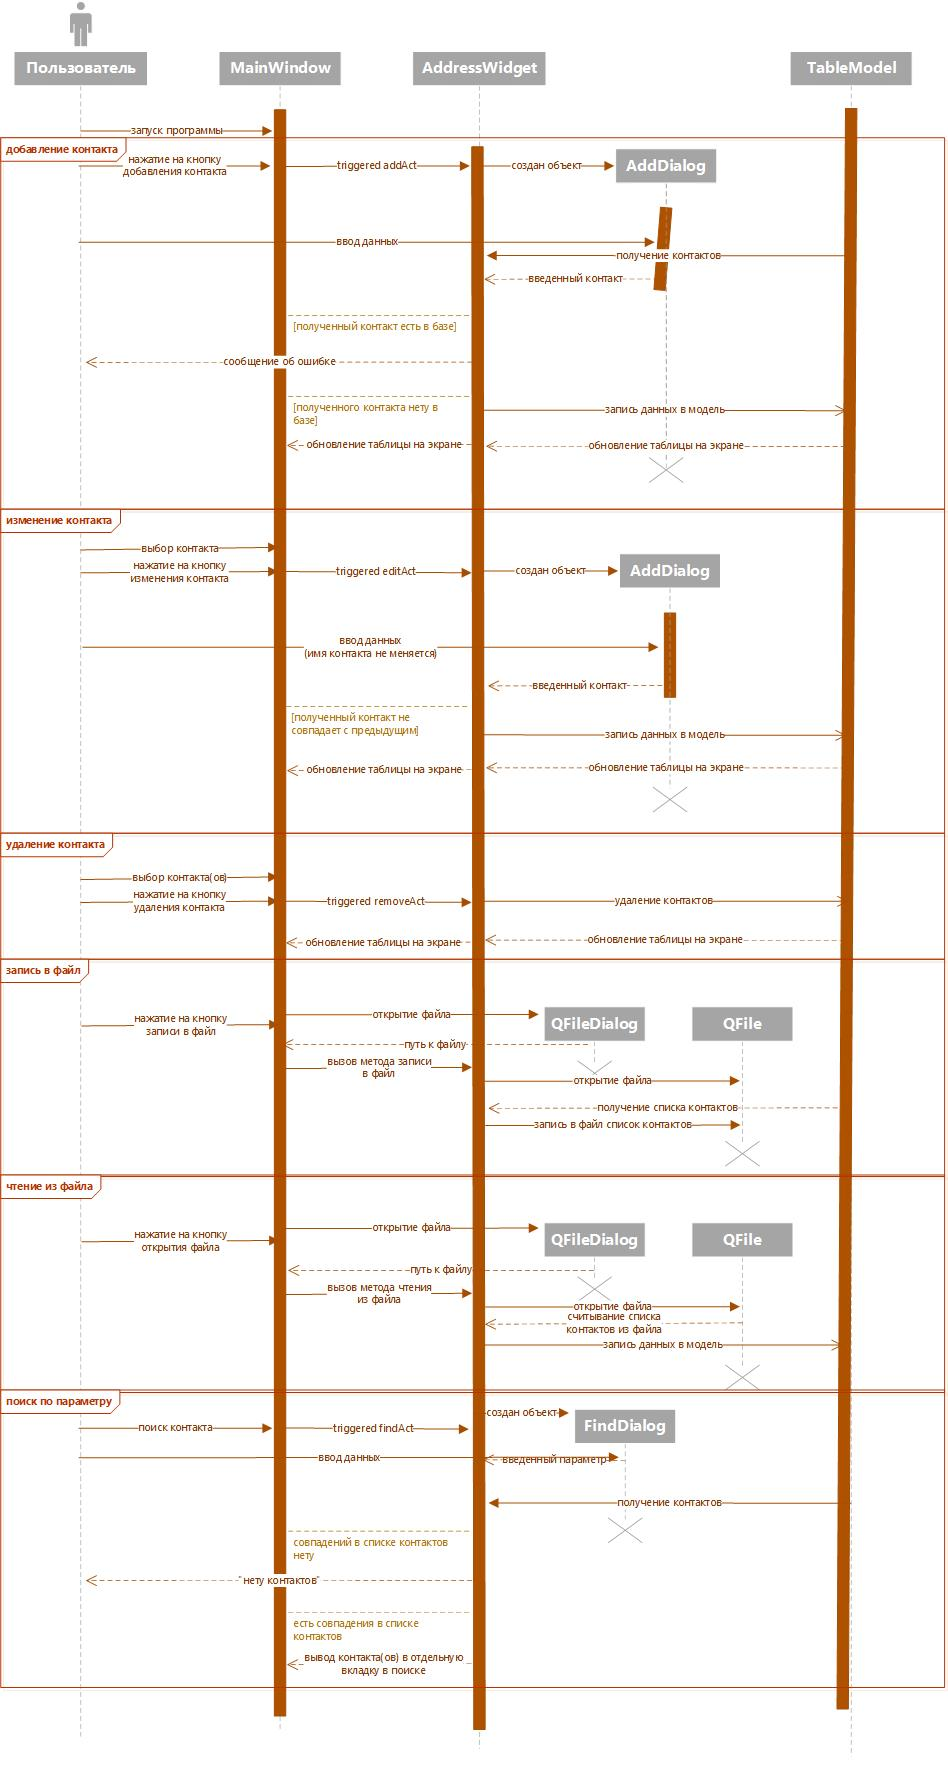 Пользователь
MainWindow
AddressWidget
TableModel
запуск программы
добавление контакта
нажатие на кнопку
добавления контакта
triggered addAct
создан объект
AddDialog
ввод данных
получение контактов
введенный контакт
[полученный контакт есть в базе]
сообщение об ошибке
[полученного контакта нету в
базе]
запись данных в модель
обновление таблицы на экране
обновление таблицы на экране
изменение контакта
выбор контакта
нажатие на кнопку
изменения контакта
triggered editAct
создан объект
AddDialog
ввод данных
(имя контакта не меняется)
введенный контакт
[полученный контакт не
совпадает с предыдущим]
запись данных в модель
обновление таблицы на экране
обновление таблицы на экране
удаление контакта
выбор контакта(ов)
нажатие на кнопку
удаления контакта
triggered removeAct
удаление контактов
обновление таблицы на экране
обновление таблицы на экране
запись в файл
нажатие на кнопку
записи в файл
открытие файла
QFileDialog
QFile
путь к файлу
вызов метода записи
в файл
открытие файла
получение списка контактов
запись в файл список контактов
чтение из файла
нажатие на кнопку
открытия файла
открытие файла
QFileDialog
QFile
путь к файлу
вызов метода чтения
из файла
открытие файла
считывание списка
контактов из файла
запись данных в модель
поиск по параметру
создан объект
FindDialog
поиск контакта
triggered findAct
ввод данных
введенный параметр
получение контактов
совпадений в списке контактов
нету
"нету контактов"
есть совпадения в списке
контактов
вывод контакта(ов) в отдельную
вкладку в поиске